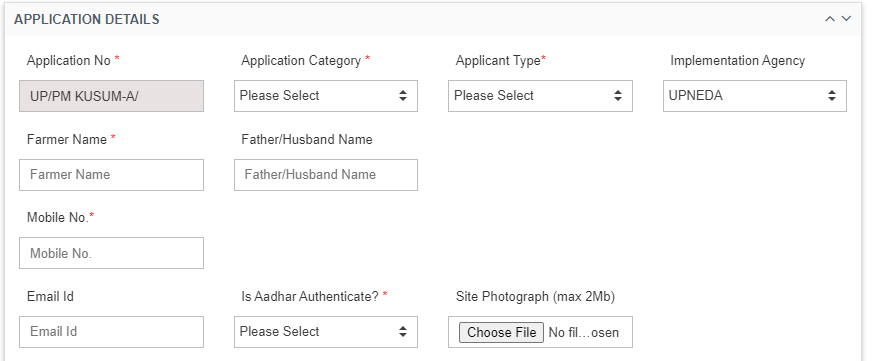 APPLICATION DETAILS
Application No * Application Category * Applicant Type* Implementation Agency
UP/PM KUSUM-A/ Please Select Please Select UPNEDA
Farmer Name * Father/Husband Name
Farmer Name Father/Husband Name
Mobile No.*
Mobile No.
Email Id Is Aadhar Authenticate? * Site Photograph (max 2Mb)
Email Id Please Select Choose File No fil...osen